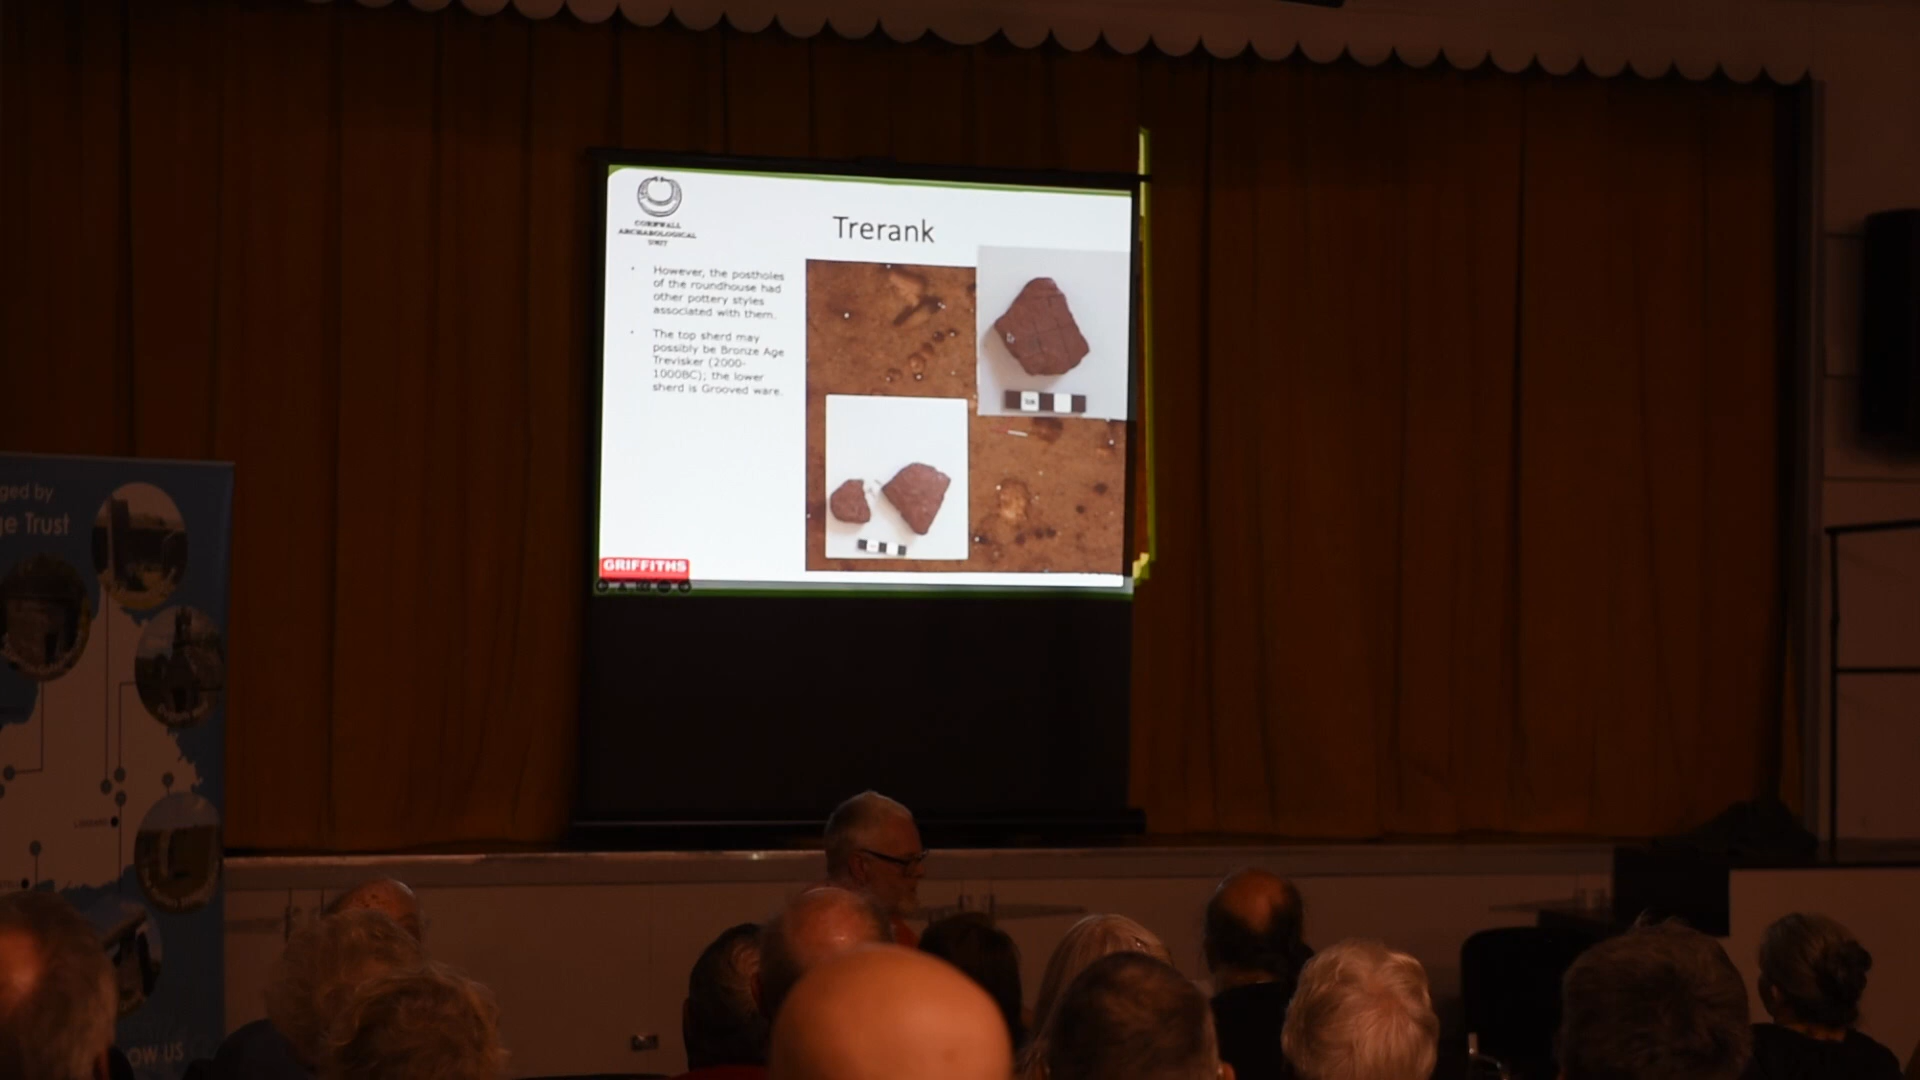 CORNWALL
ARCHAEOLOGICAL
UNIT
Trerank
However, the postholes
of the roundhouse had
other pottery styles
associated with them.
The top sherd may
possibly be Bronze Age
Trevisker (2000-
1000BC); the lower
sherd is Grooved ware.
GRIFFITHS
ged by
ge Trust
OW US